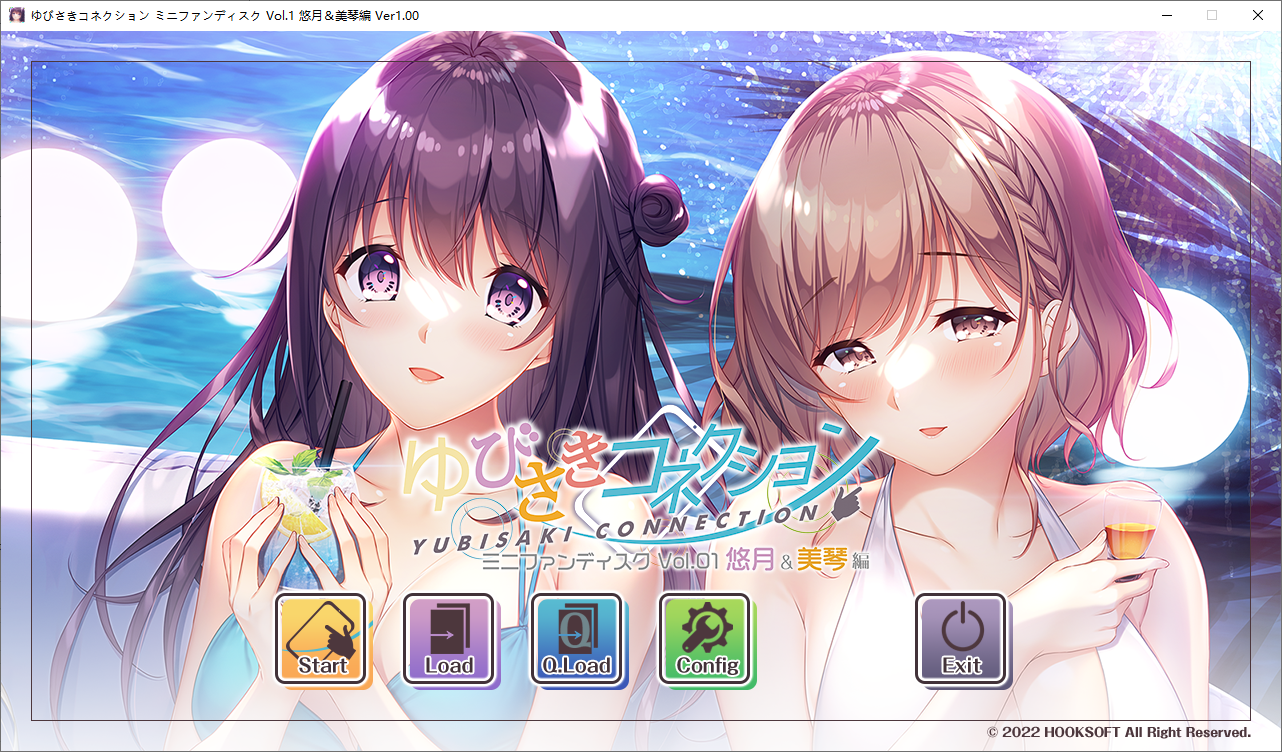 ゆびさきコネクション ミニファンディスク Vol.1 悠月＆美琴編 Ver1.00
ゆびさきコネクション
YUBISAKI CONNECTION
ミニファンディスク Vol.01 悠月&美琴編
Start Load Q.Load Config Exit
© 2022 HOOKSOFT All Right Reserved.